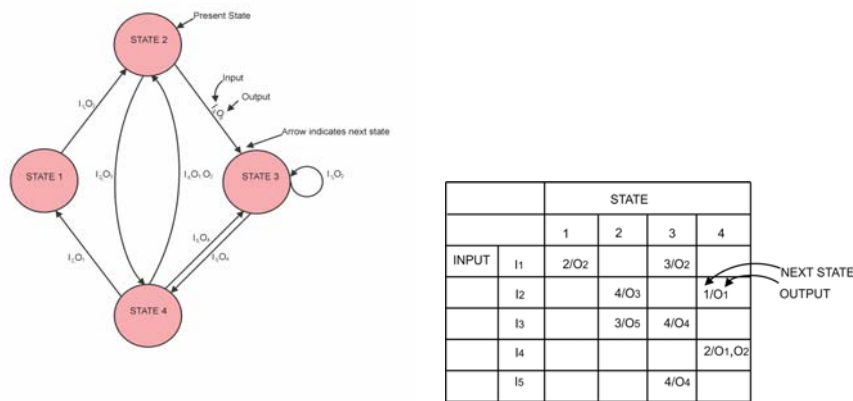 Present State
STATE 2
Input
Output
Arrow indicates next state
STATE 1
STATE 3
STATE 4
STATE
1 2 3 4
INPUT I1 2/O2 3/O2
I2 4/O3 1/O1
I3 3/O5 4/O4
I4 2/O1,O2
I5 4/O4
NEXT STATE
OUTPUT